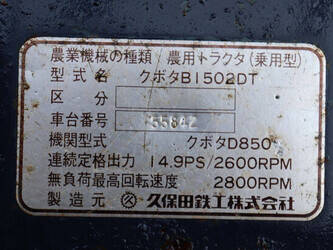 農業機械の種類 農用トラクタ(乗用型)
型式名 クボタB1502DT
区分
車台番号 55842
機関型式 クボタD850
連続定格出力 14.9PS/2600RPM
無負荷最高回転速度 2800RPM
製造元 久保田鉄工株式会社